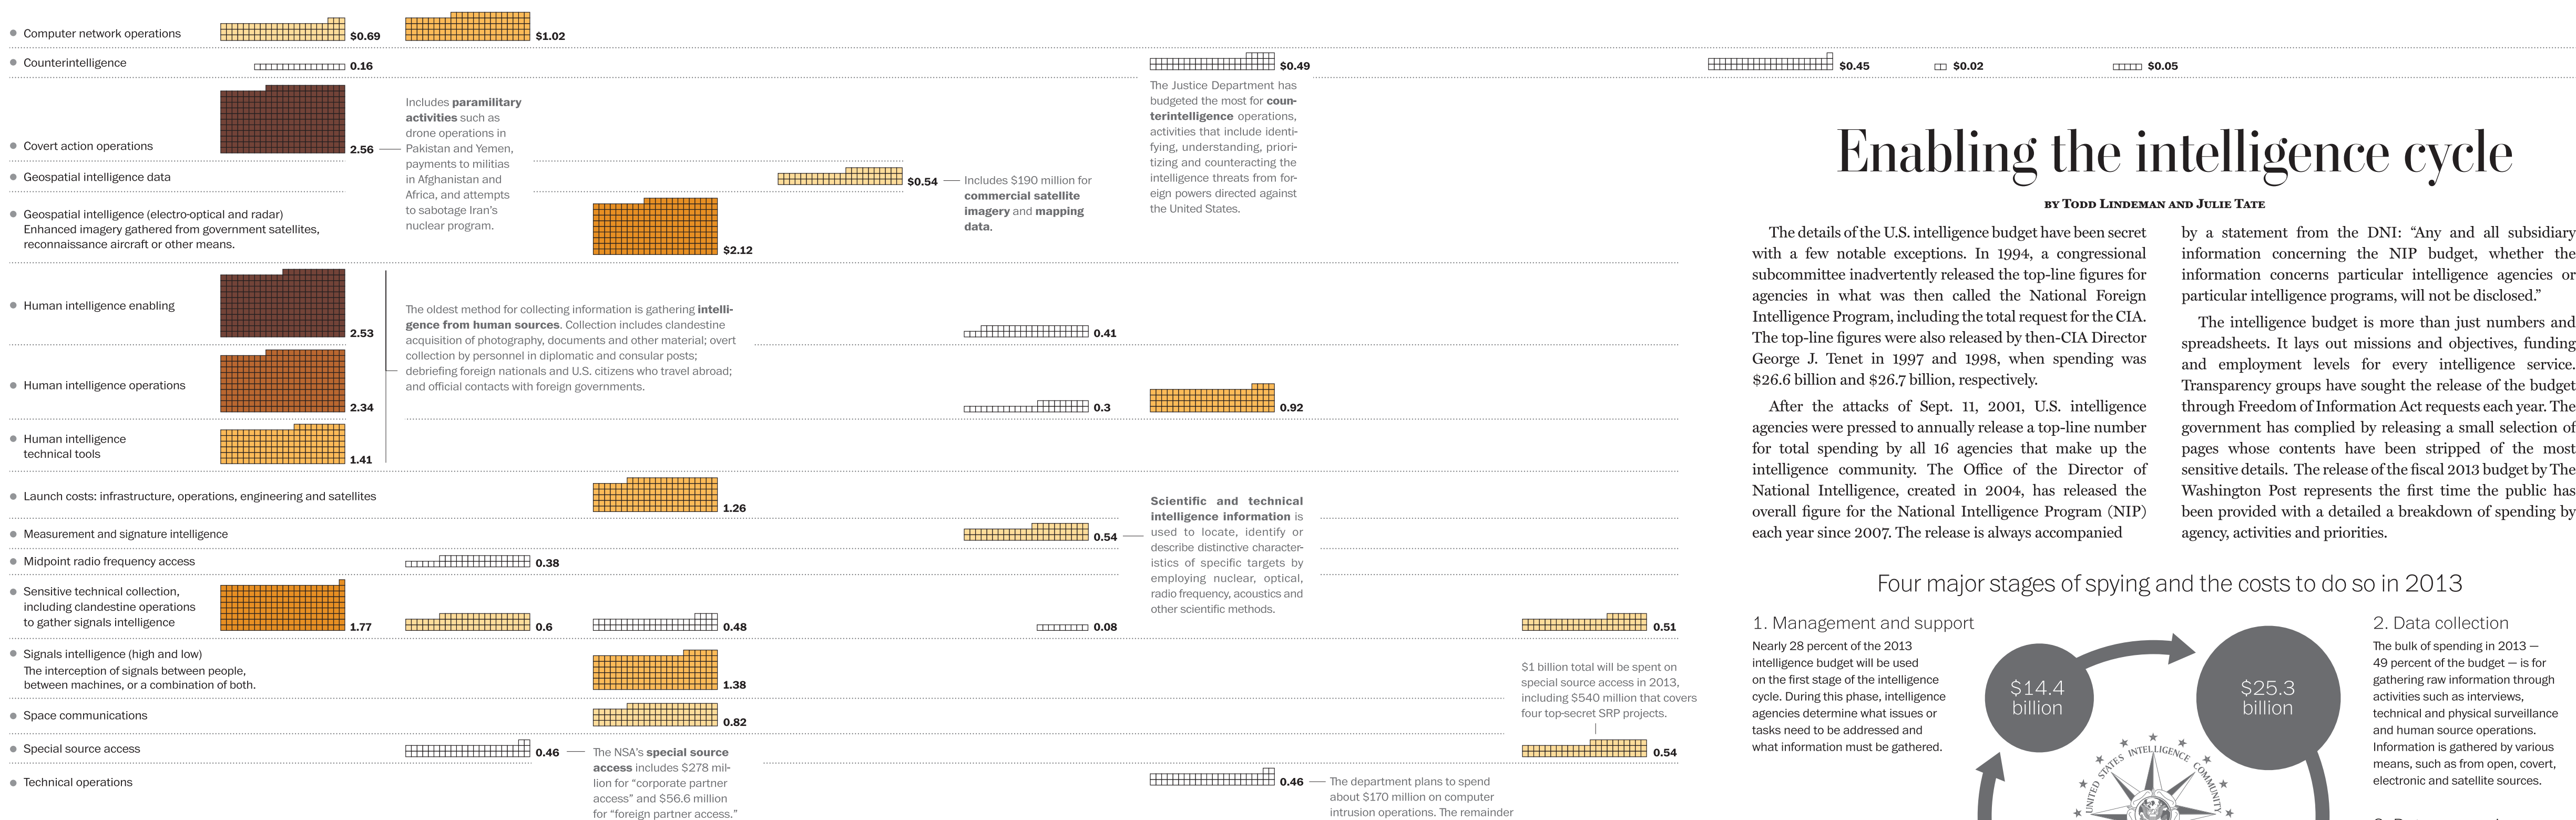 Computer network operations $0.69 $1.02
Counterintelligence 0.16 $0.49 $0.45 $0.02 $0.05
Covert action operations 2.56
Includes paramilitary
activities such as
drone operations in
Pakistan and Yemen,
payments to militias
in Afghanistan and
Africa, and attempts
to sabotage Iran's
nuclear program.
The Justice Department has
budgeted the most for coun-
terintelligence operations,
activities that include identi-
fying, understanding, priori-
tizing and counteracting the
intelligence threats from for-
eign powers directed against
the United States.
Geospatial intelligence data $0.54
Includes $190 million for
commercial satellite
imagery and mapping
data.
Geospatial intelligence (electro-optical and radar)
Enhanced imagery gathered from government satellites,
reconnaissance aircraft or other means.
$2.12
Human intelligence enabling 2.53 0.41
The oldest method for collecting information is gathering intelli-
gence from human sources. Collection includes clandestine
acquisition of photography, documents and other material; overt
collection by personnel in diplomatic and consular posts;
debriefing foreign nationals and U.S. citizens who travel abroad;
and official contacts with foreign governments.
Human intelligence operations 2.34 0.3 0.92
Human intelligence
technical tools
1.41
Launch costs: infrastructure, operations, engineering and satellites 1.26
Measurement and signature intelligence 0.54
Scientific and technical
intelligence information is
used to locate, identify or
describe distinctive character-
istics of specific targets by
employing nuclear, optical,
radio frequency, acoustics and
other scientific methods.
Midpoint radio frequency access 0.38
Sensitive technical collection,
including clandestine operations
to gather signals intelligence
1.77 0.6 0.48 0.08 0.51
Signals intelligence (high and low)
The interception of signals between people,
between machines, or a combination of both.
1.38
$1 billion total will be spent on
special source access in 2013,
including $540 million that covers
four top-secret SRP projects.
Space communications 0.82
Special source access 0.46 0.54
The NSA's special source
access includes $278 mil-
lion for “corporate partner
access” and $56.6 million
for “foreign partner access.”
Technical operations 0.46
The department plans to spend
about $170 million on computer
intrusion operations. The remainder
Enabling the intelligence cycle
BY TODD LINDEMAN AND JULIE TATE
The details of the U.S. intelligence budget have been secret
with a few notable exceptions. In 1994, a congressional
subcommittee inadvertently released the top-line figures for
agencies in what was then called the National Foreign
Intelligence Program, including the total request for the CIA.
The top-line figures were also released by then-CIA Director
George J. Tenet in 1997 and 1998, when spending was
$26.6 billion and $26.7 billion, respectively.
After the attacks of Sept. 11, 2001, U.S. intelligence
agencies were pressed to annually release a top-line number
for total spending by all 16 agencies that make up the
intelligence community. The Office of the Director of
National Intelligence, created in 2004, has released the
overall figure for the National Intelligence Program (NIP)
each year since 2007. The release is always accompanied
by a statement from the DNI: “Any and all subsidiary
information concerning the NIP budget, whether the
information concerns particular intelligence agencies or
particular intelligence programs, will not be disclosed.”
The intelligence budget is more than just numbers and
spreadsheets. It lays out missions and objectives, funding
and employment levels for every intelligence service.
Transparency groups have sought the release of the budget
through Freedom of Information Act requests each year. The
government has complied by releasing a small selection of
pages whose contents have been stripped of the most
sensitive details. The release of the fiscal 2013 budget by The
Washington Post represents the first time the public has
been provided with a detailed a breakdown of spending by
agency, activities and priorities.
Four major stages of spying and the costs to do so in 2013
1. Management and support
Nearly 28 percent of the 2013
intelligence budget will be used
on the first stage of the intelligence
cycle. During this phase, intelligence
agencies determine what issues or
tasks need to be addressed and
what information must be gathered.
$14.4
billion
$25.3
billion
2. Data collection
The bulk of spending in 2013 —
49 percent of the budget — is for
gathering raw information through
activities such as interviews,
technical and physical surveillance
and human source operations.
Information is gathered by various
means, such as from open, covert,
electronic and satellite sources.
UNITED STATES INTELLIGENCE COMMUNITY